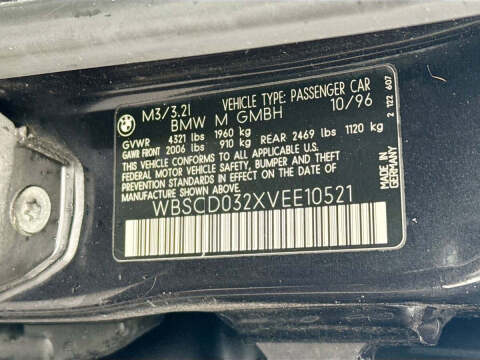 BMW
M3/3.2l VEHICLE TYPE: PASSENGER CAR
BMW M GMBH 10/96
GVWR 4321 lbs 1960 kg
GAWR FRONT 2006 lbs 910 kg REAR 2469 lbs 1120 kg
THIS VEHICLE CONFORMS TO ALL APPLICABLE U.S.
FEDERAL MOTOR VEHICLE SAFETY, BUMPER AND THEFT
PREVENTION STANDARDS IN EFFECT ON THE DATE OF
MANUFACTURE SHOWN ABOVE.
WBSCD032XVEE10521
MADE IN
GERMANY
2 122 607